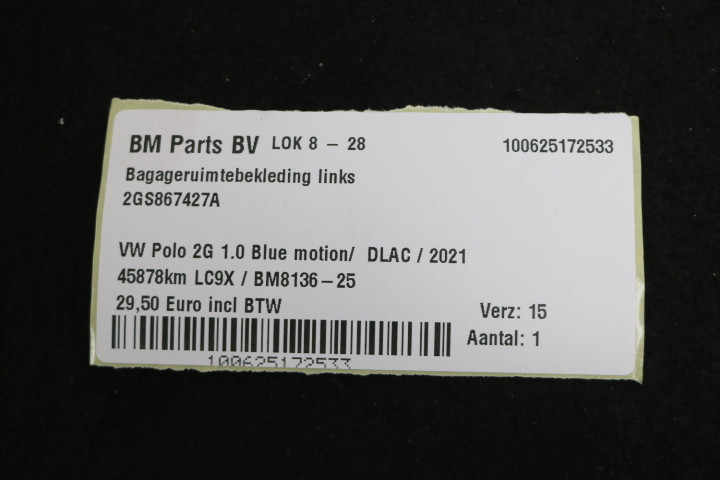 BM Parts BV LOK 8 – 28 100625172533
Bagageruimtebekleding links
2GS867427A
VW Polo 2G 1.0 Blue motion/ DLAC / 2021
45878km LC9X / BM8136–25
29,50 Euro incl BTW Verz: 15
Aantal: 1
100625172533